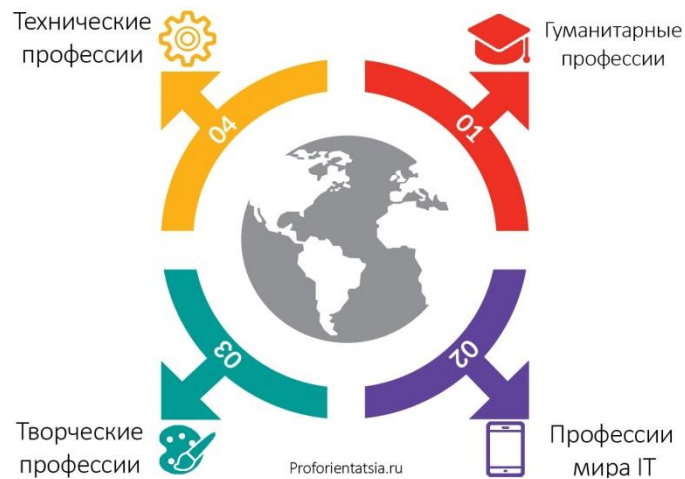 Технические
профессии
04
Гуманитарные
профессии
01
03
02
Творческие
профессии
Proforientatsia.ru
Профессии
мира IT